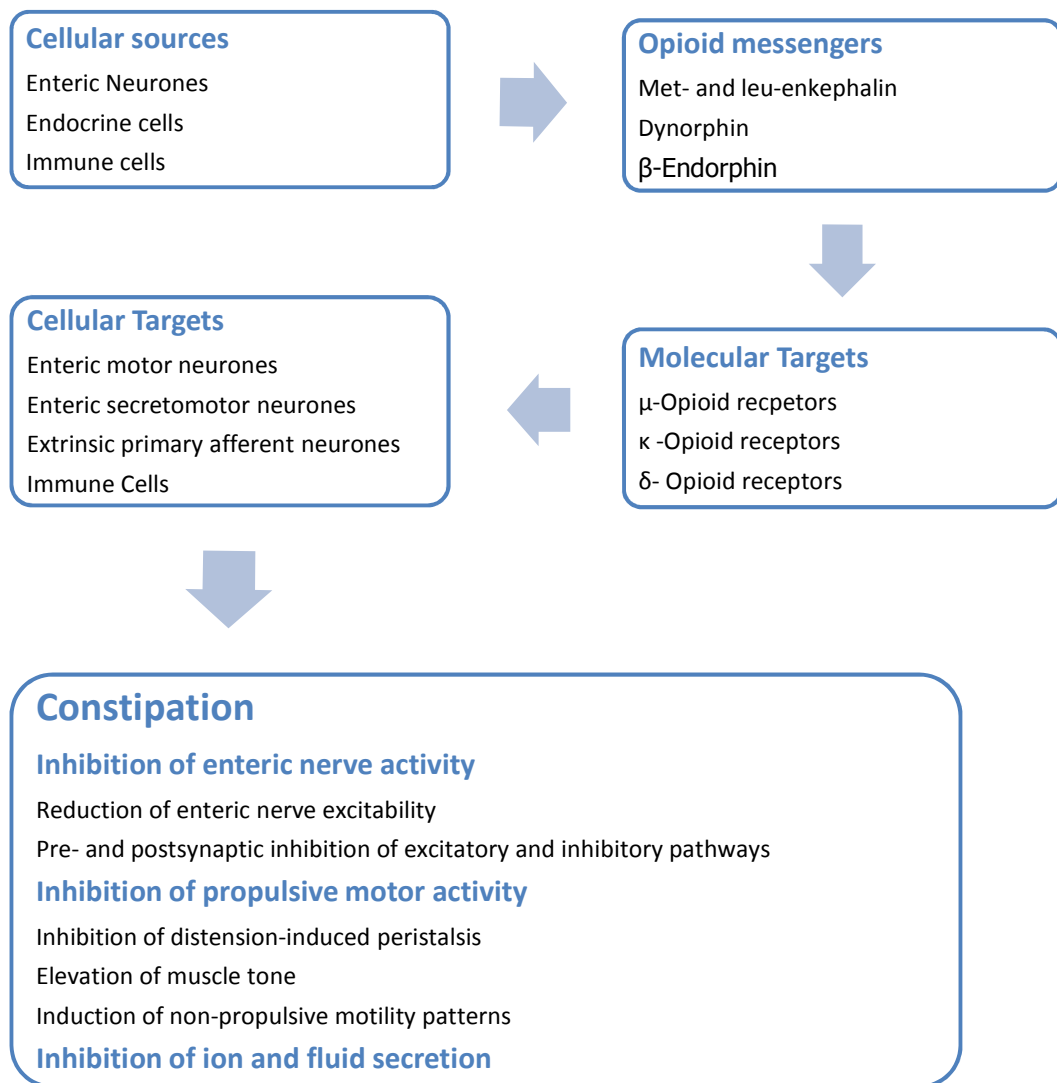 Cellular sources
Enteric Neurones
Endocrine cells
Immune cells
Opioid messengers
Met- and leu-enkephalin
Dynorphin
β-Endorphin
Molecular Targets
μ-Opioid recpetors
κ -Opioid receptors
δ- Opioid receptors
Cellular Targets
Enteric motor neurones
Enteric secretomotor neurones
Extrinsic primary afferent neurones
Immune Cells
Constipation
Inhibition of enteric nerve activity
Reduction of enteric nerve excitability
Pre- and postsynaptic inhibition of excitatory and inhibitory pathways
Inhibition of propulsive motor activity
Inhibition of distension-induced peristalsis
Elevation of muscle tone
Induction of non-propulsive motility patterns
Inhibition of ion and fluid secretion